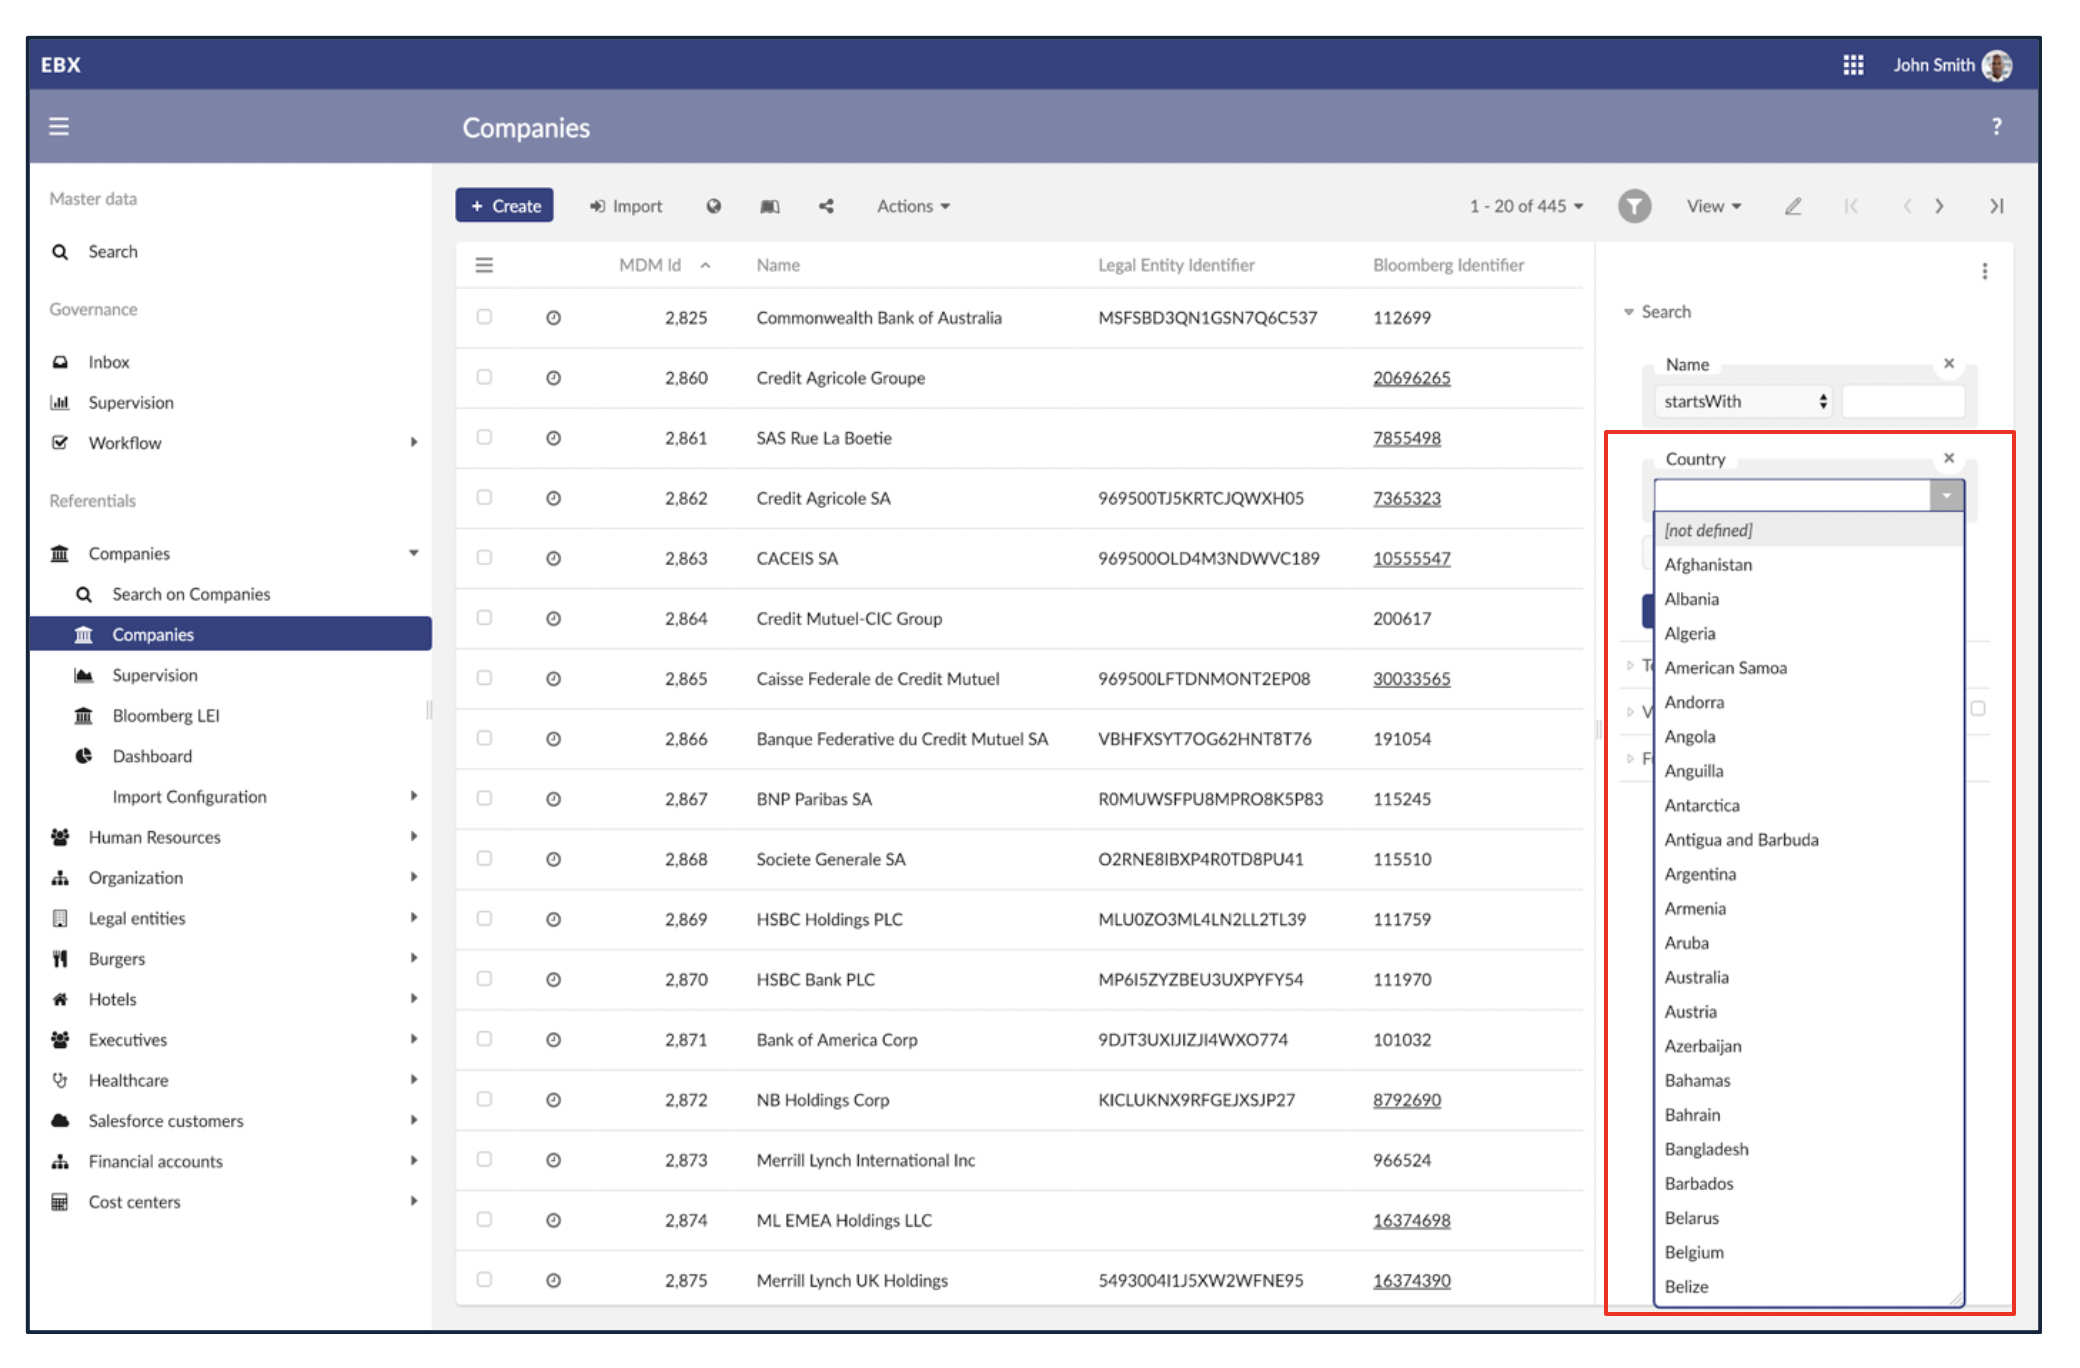 EBX
John Smith
Companies
?
Master data
Search
Governance
Inbox
Supervision
Workflow
Referentials
Companies
Search on Companies
Companies
Supervision
Bloomberg LEI
Dashboard
Import Configuration
Human Resources
Organization
Legal entities
Burgers
Hotels
Executives
Healthcare
Salesforce customers
Financial accounts
Cost centers
+ Create
Import
Actions
1 - 20 of 445
View
MDM Id Name Legal Entity Identifier Bloomberg Identifier
2,825 Commonwealth Bank of Australia MSFSBD3QN1GSN7Q6C537 112699
2,860 Credit Agricole Groupe 20696265
2,861 SAS Rue La Boetie 7855498
2,862 Credit Agricole SA 969500TJ5KRTCJQWXH05 7365323
2,863 CACEIS SA 969500OLD4M3NDWVC189 10555547
2,864 Credit Mutuel-CIC Group 200617
2,865 Caisse Federale de Credit Mutuel 969500LFTDNMONT2EP08 30033565
2,866 Banque Federative du Credit Mutuel SA VBHFXSYT7OG62HNT8T76 191054
2,867 BNP Paribas SA R0MUWSFPU8MPRO8K5P83 115245
2,868 Societe Generale SA O2RNE8IBXP4R0TD8PU41 115510
2,869 HSBC Holdings PLC MLU0ZO3ML4LN2LL2TL39 111759
2,870 HSBC Bank PLC MP6I5ZYZBEU3UXPYFY54 111970
2,871 Bank of America Corp 9DJT3UXIJIZJI4WXO774 101032
2,872 NB Holdings Corp KICLUKNX9RFGEJXSJP27 8792690
2,873 Merrill Lynch International Inc 966524
2,874 ML EMEA Holdings LLC 16374698
2,875 Merrill Lynch UK Holdings 5493004I1J5XW2WFNE95 16374390
Search
Name
startsWith
Country
[not defined]
Afghanistan
Albania
Algeria
American Samoa
Andorra
Angola
Anguilla
Antarctica
Antigua and Barbuda
Argentina
Armenia
Aruba
Australia
Austria
Azerbaijan
Bahamas
Bahrain
Bangladesh
Barbados
Belarus
Belgium
Belize